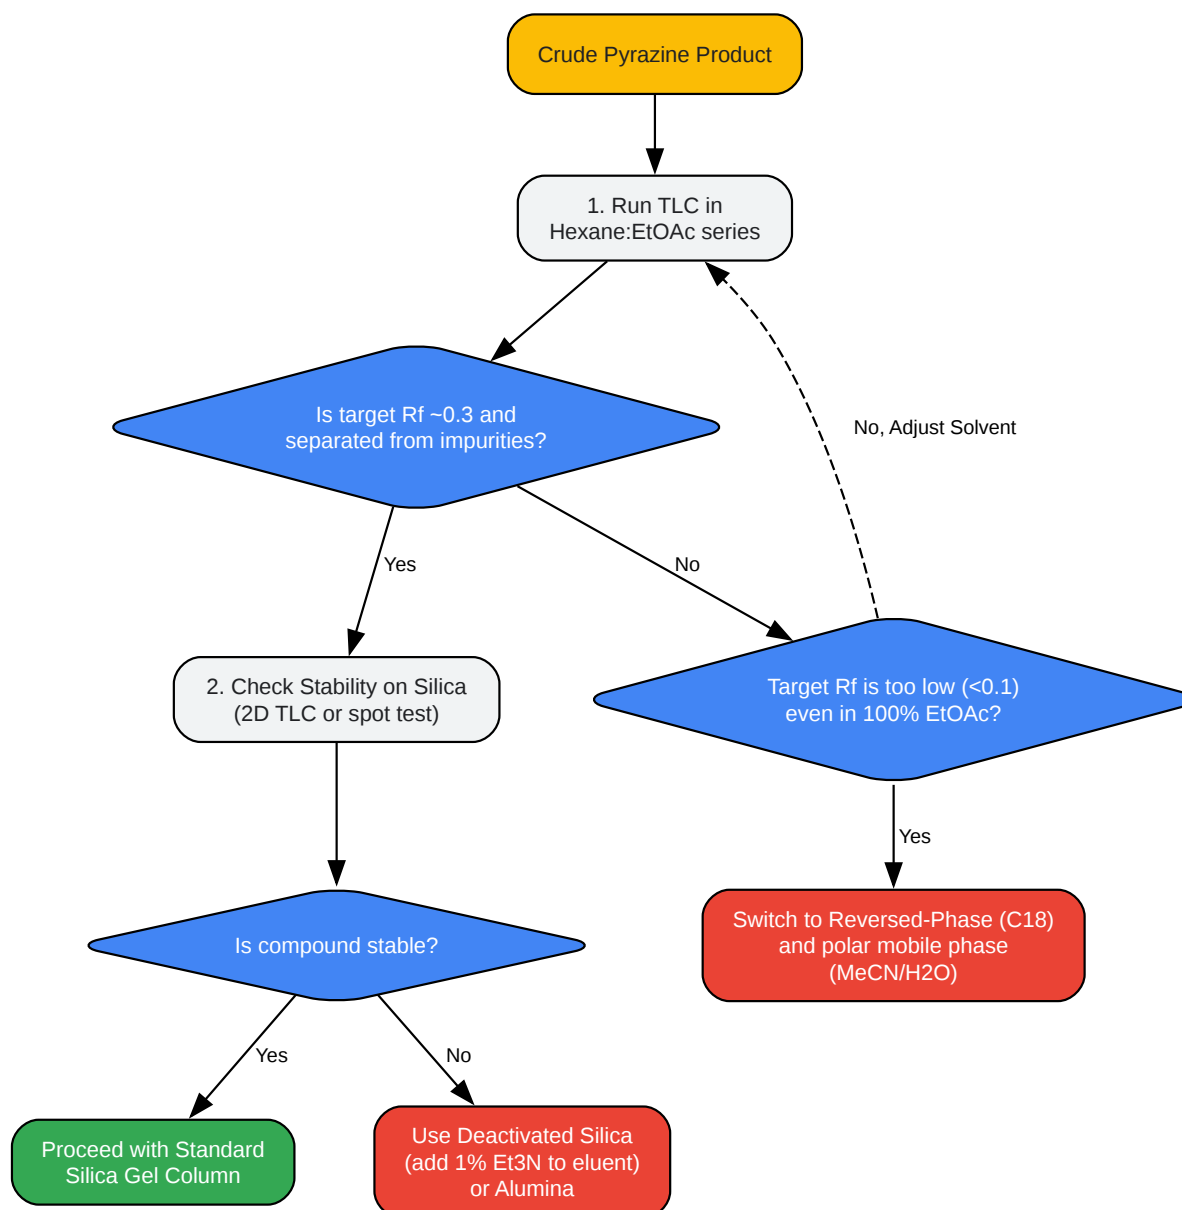 Crude Pyrazine Product
1. Run TLC in
Hexane:EtOAc series
Is target Rf ~0.3 and
separated from impurities?
No, Adjust Solvent
Yes
No
2. Check Stability on Silica
(2D TLC or spot test)
Target Rf is too low (<0.1)
even in 100% EtOAc?
Yes
Is compound stable?
Switch to Reversed-Phase (C18)
and polar mobile phase
(MeCN/H2O)
Yes
No
Proceed with Standard
Silica Gel Column
Use Deactivated Silica
(add 1% Et3N to eluent)
or Alumina